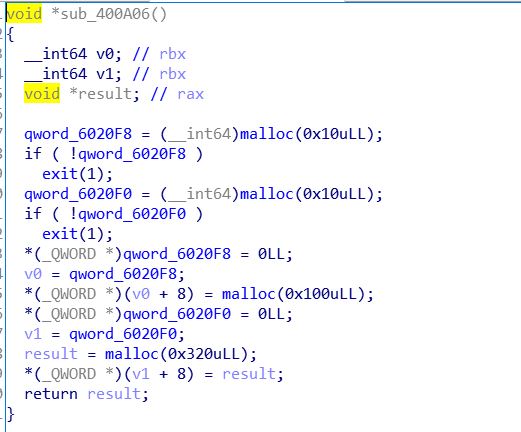 void *sub_400A06()
{
  __int64 v0; // rbx
  __int64 v1; // rbx
  void *result; // rax

  qword_6020F8 = (__int64)malloc(0x10uLL);
  if ( !qword_6020F8 )
    exit(1);
  qword_6020F0 = (__int64)malloc(0x10uLL);
  if ( !qword_6020F0 )
    exit(1);
  *(_QWORD *)qword_6020F8 = 0LL;
  v0 = qword_6020F8;
  *(_QWORD *)(v0 + 8) = malloc(0x100uLL);
  *(_QWORD *)qword_6020F0 = 0LL;
  v1 = qword_6020F0;
  result = malloc(0x320uLL);
  *(_QWORD *)(v1 + 8) = result;
  return result;
}